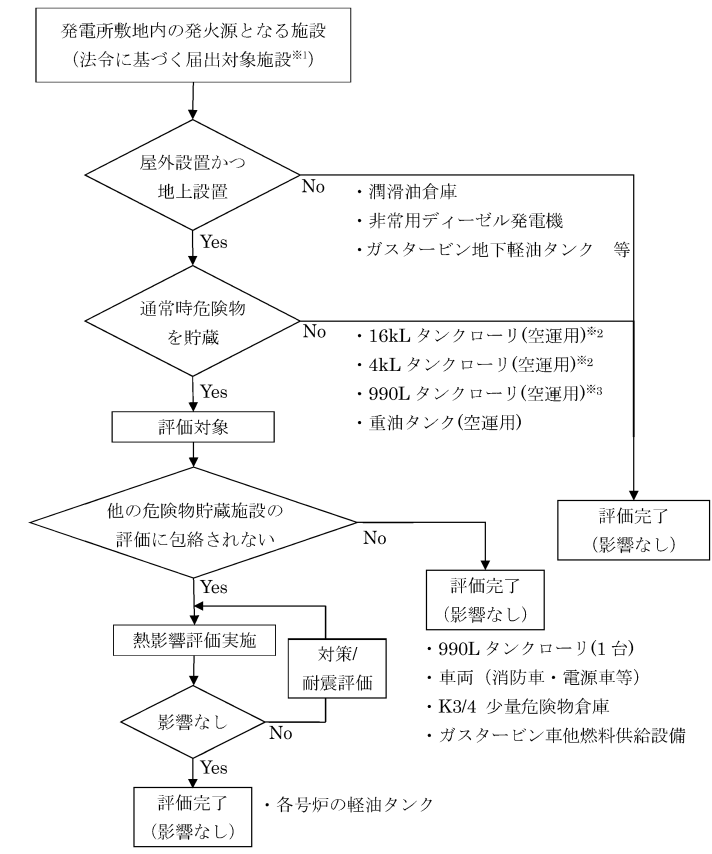 発電所敷地内の発火源となる施設
（法令に基づく届出対象施設※1）
屋外設置かつ
地上設置
No
・潤滑油倉庫
・非常用ディーゼル発電機
・ガスタービン地下軽油タンク　等
Yes
通常時危険物
を貯蔵
No
・16kL タンクローリ(空運用)※2
・4kL タンクローリ(空運用)※2
・990L タンクローリ(空運用)※3
・重油タンク(空運用)
Yes
評価対象
他の危険物貯蔵施設の
評価に包絡されない
No
評価完了
（影響なし）
Yes
評価完了
（影響なし）
熱影響評価実施
対策/
耐震評価
・990L タンクローリ(1 台)
・車両（消防車・電源車等）
・K3/4 少量危険物倉庫
・ガスタービン車他燃料供給設備
影響なし
No
Yes
評価完了
（影響なし）
・各号炉の軽油タンク